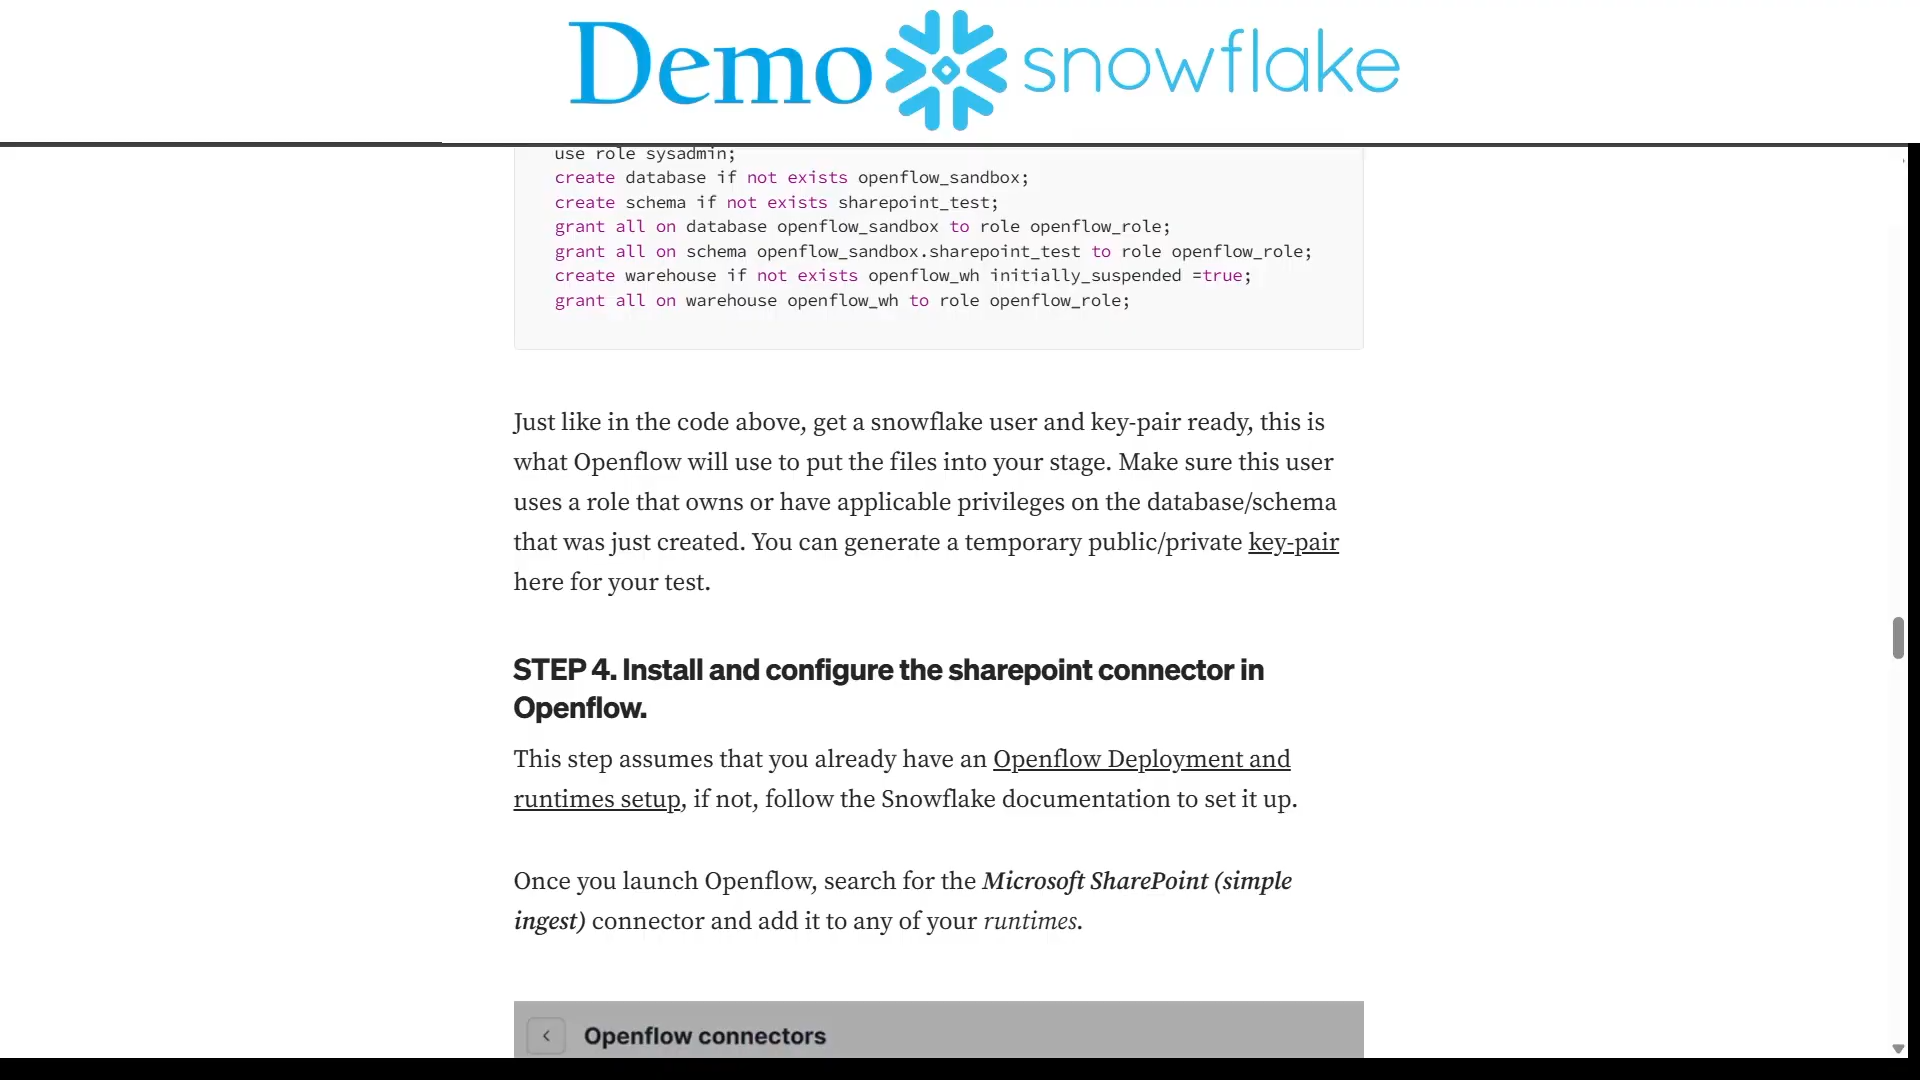 Demo snowflake
use role sysadmin;
create database if not exists openflow_sandbox;
create schema if not exists sharepoint_test;
grant all on database openflow_sandbox to role openflow_role;
grant all on schema openflow_sandbox.sharepoint_test to role openflow_role;
create warehouse if not exists openflow_wh initially_suspended =true;
grant all on warehouse openflow_wh to role openflow_role;
Just like in the code above, get a snowflake user and key-pair ready, this is
what Openflow will use to put the files into your stage. Make sure this user
uses a role that owns or have applicable privileges on the database/schema
that was just created. You can generate a temporary public/private key-pair
here for your test.
STEP 4. Install and configure the sharepoint connector in
Openflow.
This step assumes that you already have an Openflow Deployment and
runtimes setup, if not, follow the Snowflake documentation to set it up.
Once you launch Openflow, search for the Microsoft SharePoint (simple
ingest) connector and add it to any of your runtimes.
Openflow connectors